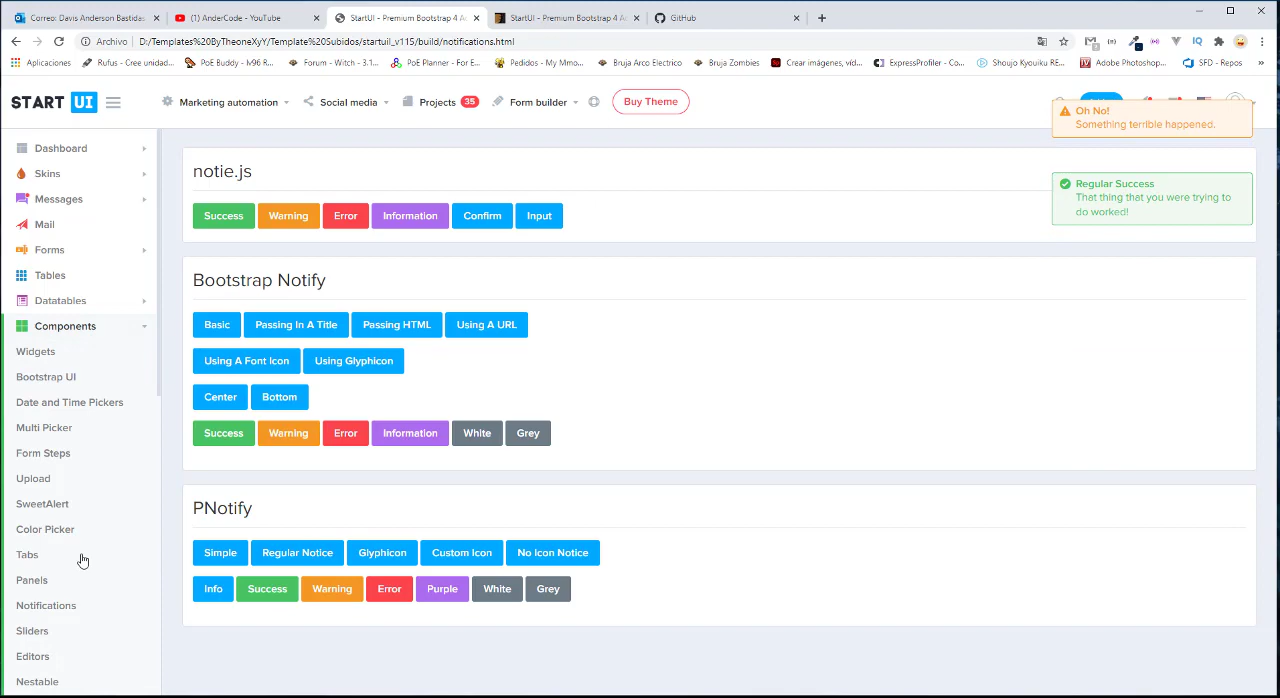 Correo: Davis Anderson Bastidas
(1) AnderCode - YouTube
StartUI - Premium Bootstrap 4 A
StartUI - Premium Bootstrap 4 A
GitHub
Archivo
D:/Templates%20ByTheoneXyY/Template%20Subidos/startuil_v115/build/notifications.html
Aplicaciones
Rufus - Cree unidad...
PoE Buddy - lv96 R...
Forum - Witch - 3.1...
PoE Planner - For E...
Pedidos - My Mmo...
Bruja Arco Electrico
Bruja Zombies
Crear imágenes, víd...
ExpressProfiler - Co...
Shoujo Kyouiku RE...
Adobe Photoshop...
SFD - Repos
START UI
Marketing automation
Social media
Projects 35
Form builder
Buy Theme
Oh No!
Something terrible happened.
Regular Success
That thing that you were trying to
do worked!
Dashboard
Skins
Messages
Mail
Forms
Tables
Datatables
Components
Widgets
Bootstrap UI
Date and Time Pickers
Multi Picker
Form Steps
Upload
SweetAlert
Color Picker
Tabs
Panels
Notifications
Sliders
Editors
Nestable
notie.js
Success Warning Error Information Confirm Input
Bootstrap Notify
Basic Passing In A Title Passing HTML Using A URL
Using A Font Icon Using Glyphicon
Center Bottom
Success Warning Error Information White Grey
PNotify
Simple Regular Notice Glyphicon Custom Icon No Icon Notice
Info Success Warning Error Purple White Grey